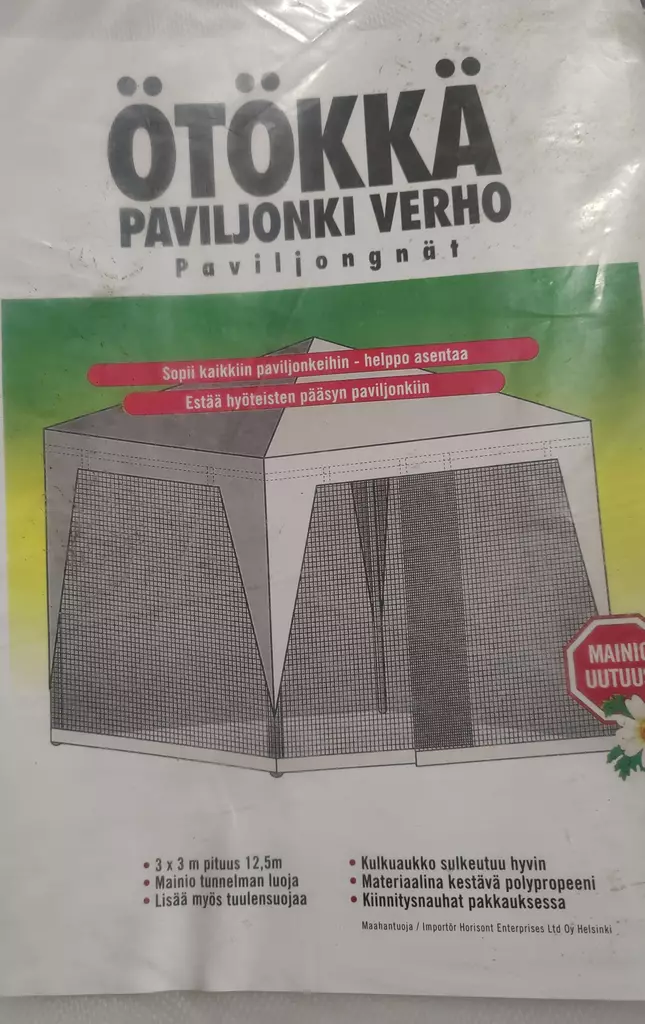 ÖTÖKKÄ
PAVILJONKI VERHO
Paviljongnät
Sopii kaikkiin paviljonkeihin - helppo asentaa
Estää hyöteisten pääsyn paviljonkiin
MAINIO
UUTUUS
• 3 x 3 m pituus 12,5m
• Mainio tunnelman luoja
• Lisää myös tuulensuojaa
• Kulkuaukko sulkeutuu hyvin
• Materiaalina kestävä polypropeeni
• Kiinnitysnauhat pakkauksessa
Maahantuoja / Importör Horisont Enterprises Ltd Oy Helsinki